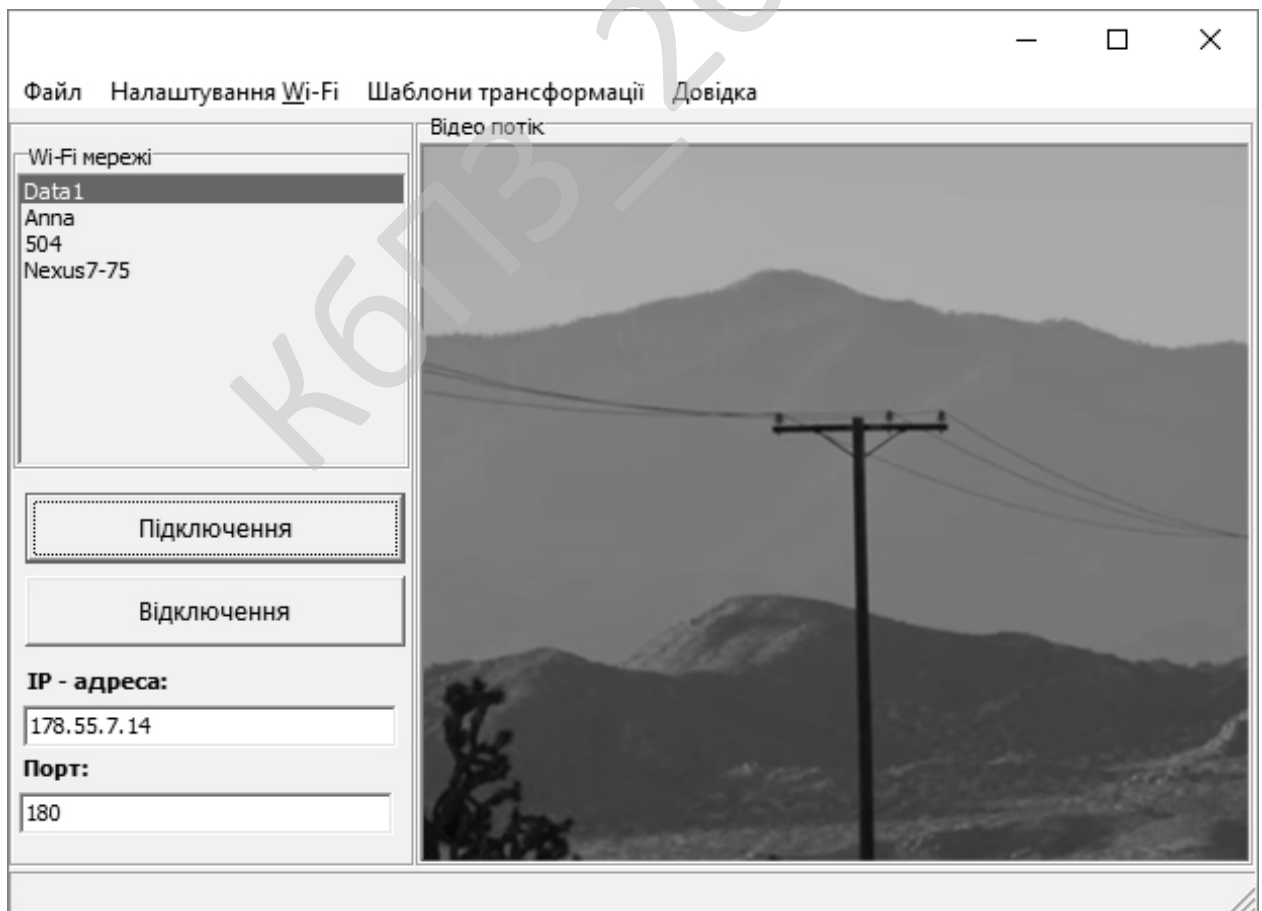 Файл Налаштування Wi-Fi Шаблони трансформації Довідка
Wi-Fi мережі
Data1
Anna
504
Nexus7-75
Підключення
Відключення
IP - адреса:
178.55.7.14
Порт:
180
Відео потік
КбПЗ_20